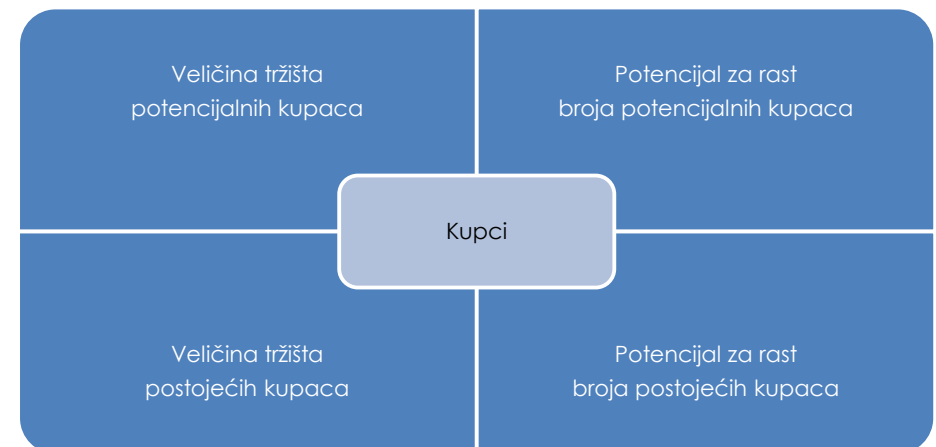 Veličina tržišta
potencijalnih kupaca
Potencijal za rast
broja potencijalnih kupaca
Kupci
Veličina tržišta
postojećih kupaca
Potencijal za rast
broja postojećih kupaca